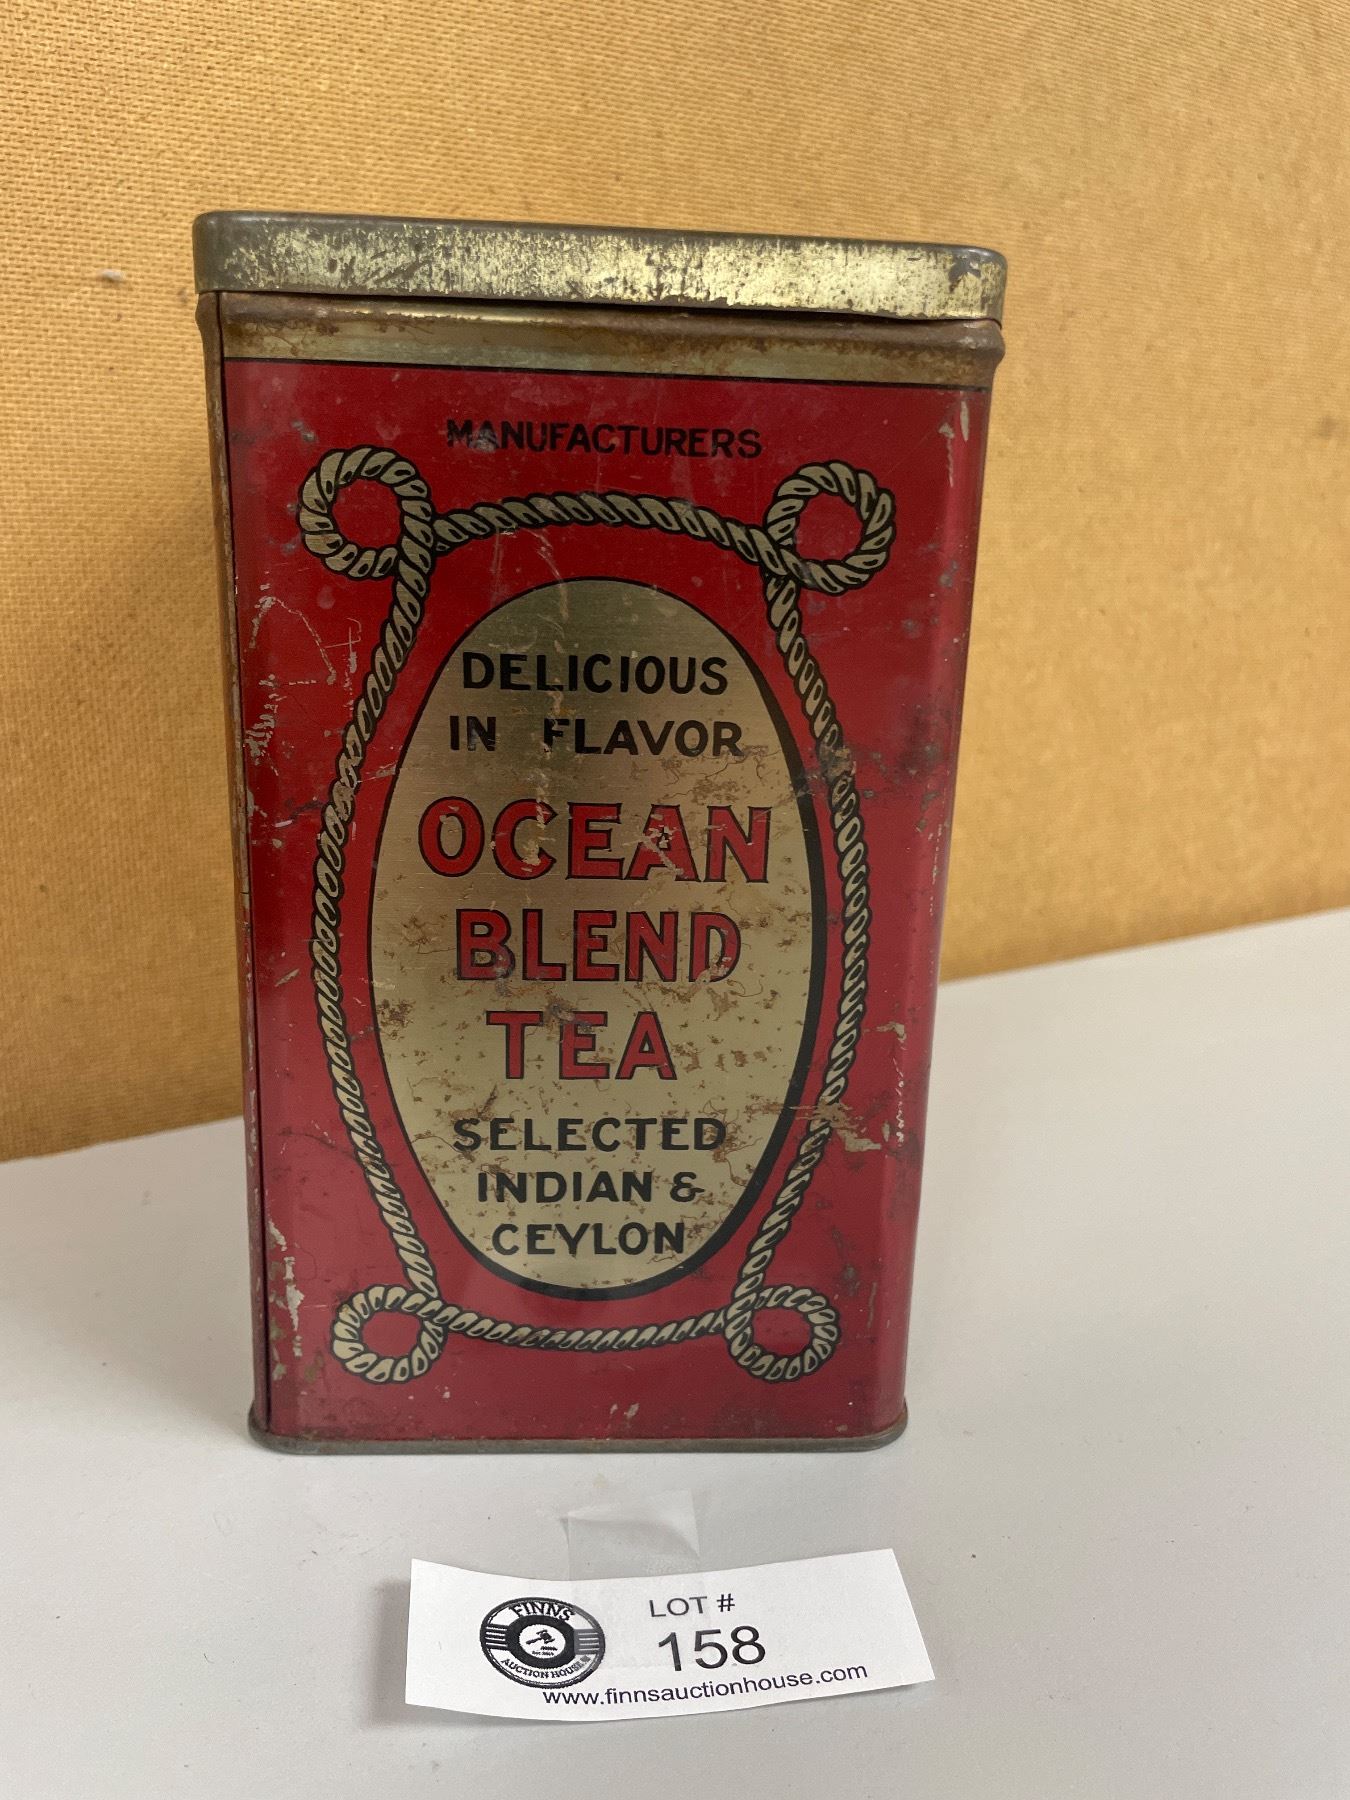 MANUFACTURERS
DELICIOUS
IN FLAVOR
OCEAN
BLEND
TEA
SELECTED
INDIAN &
CEYLON
FINNS
AUCTION HOUSE
LOT #
158
www.finnsauctionhouse.com